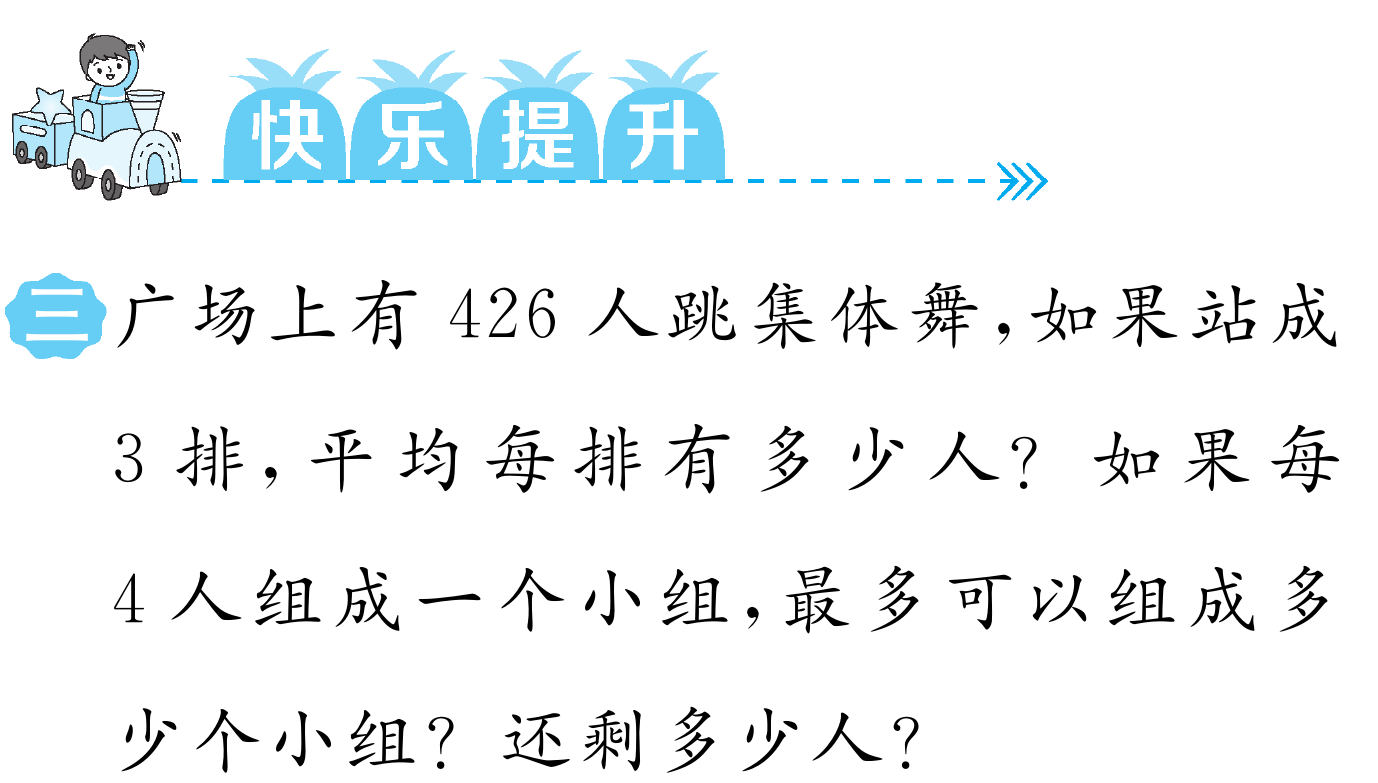 快乐提升
三 广场上有 426 人跳集体舞,如果站成
3 排,平均每排有多少人? 如果每
4 人组成一个小组,最多可以组成多
少个小组? 还剩多少人?